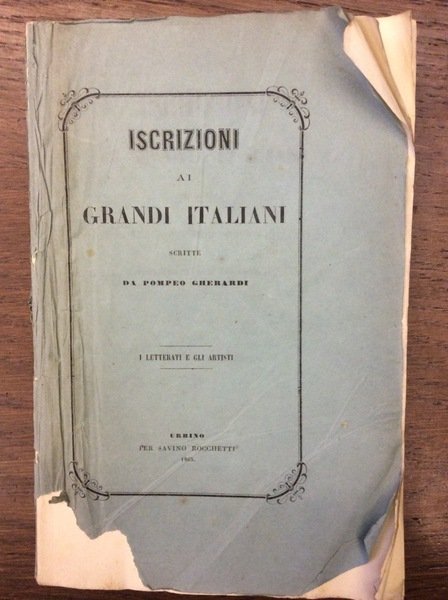 ISCRIZIONI
AI
GRANDI ITALIANI
SCRITTE
DA POMPEO GHERARDI
I LETTERATI E GLI ARTISTI
URBINO
PER SAVINO ROCCHETTI